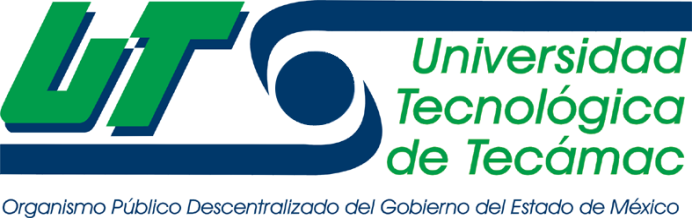 UT
Universidad
Tecnológica
de Tecámac
Organismo Público Descentralizado del Gobierno del Estado de México